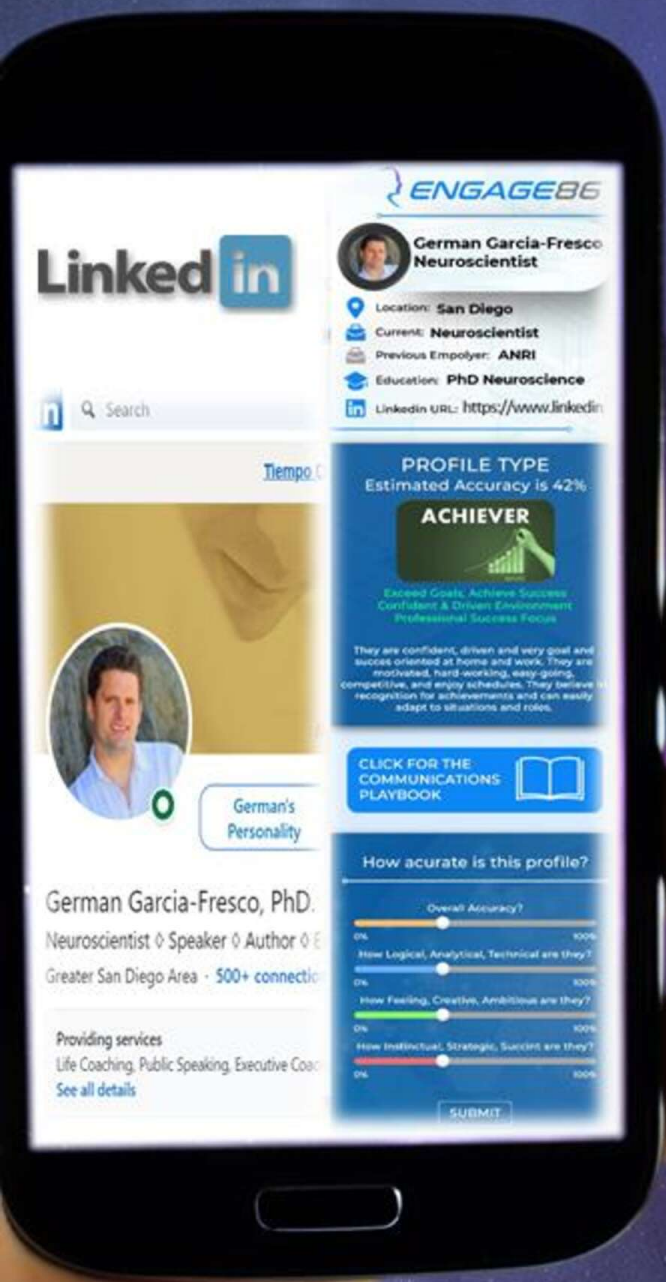 Linked in
n Search
Tiempo
German's
Personality
German Garcia-Fresco, PhD.
Neuroscientist ◊ Speaker ◊ Author ◊
Greater San Diego Area · 500+ connectio
Providing services
Life Coaching, Public Speaking, Executive Coac
See all details
ENGAGE86
German Garcia-Fresco
Neuroscientist
Location: San Diego
Current: Neuroscientist
Previous Empolyer: ANRI
Education: PhD Neuroscience
in Linkedin URL: https://www.linkedin
PROFILE TYPE
Estimated Accuracy is 42%
ACHIEVER
Exceed Goals, Achieve Success
Confident & Driven Environment
Professional Success Focus
They are confident, driven and very goal and
succes oriented at home and work. They are
motivated, hard-working, easy-going,
competitive, and enjoy schedules. They believe
recognition for achievements and can easily
adapt to situations and roles.
CLICK FOR THE
COMMUNICATIONS
PLAYBOOK
How acurate is this profile?
Overall Accuracy?
0% 100%
How Logical, Analytical, Technical are they?
0% 100%
How Feeling, Creative, Ambitious are they?
0% 100%
How Instinctual, Strategic, Succint are they?
0% 100%
SUBMIT